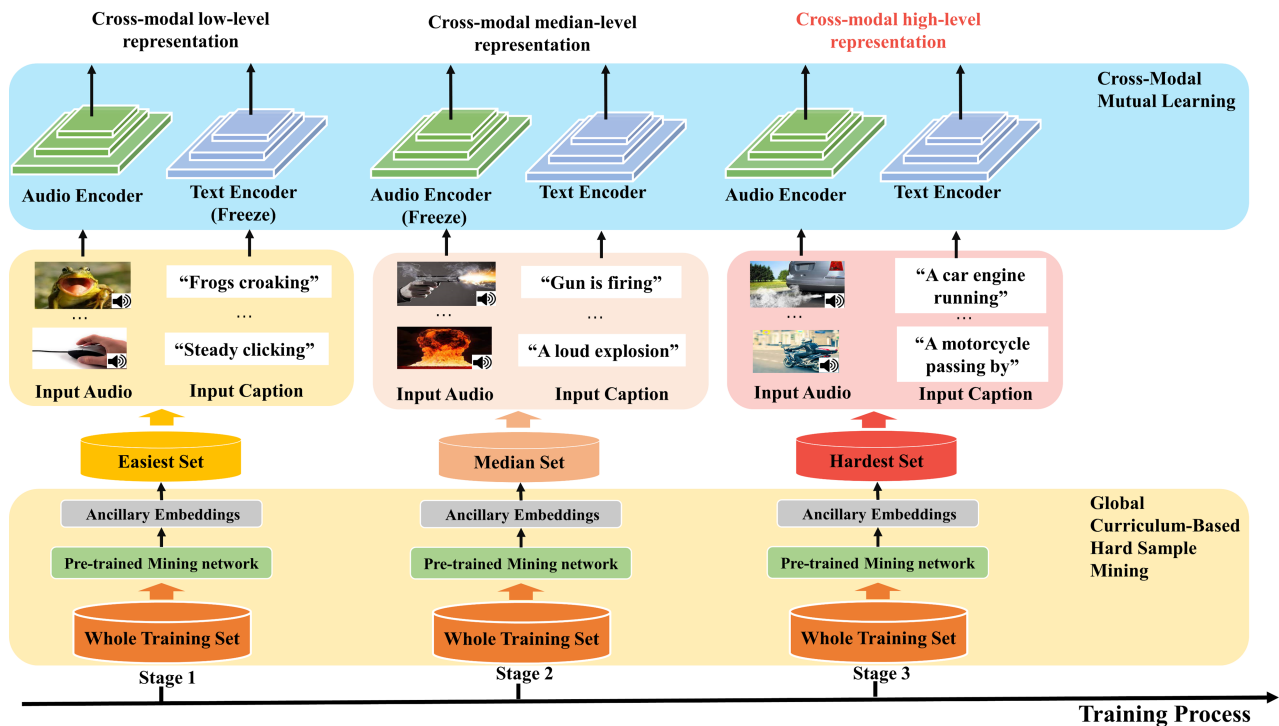 Cross-modal low-level
representation
Cross-modal median-level
representation
Cross-modal high-level
representation
Cross-Modal
Mutual Learning
Audio Encoder
Text Encoder
(Freeze)
Audio Encoder
(Freeze)
Text Encoder
Audio Encoder
Text Encoder
“Frogs croaking”
...
...
“Steady clicking”
Input Audio
Input Caption
“Gun is firing”
...
...
“A loud explosion”
Input Audio
Input Caption
“A car engine
running”
...
...
“A motorcycle
passing by”
Input Audio
Input Caption
Easiest Set
Median Set
Hardest Set
Ancillary Embeddings
Ancillary Embeddings
Ancillary Embeddings
Global
Curriculum-Based
Hard Sample
Mining
Pre-trained Mining network
Pre-trained Mining network
Pre-trained Mining network
Whole Training Set
Whole Training Set
Whole Training Set
Stage 1
Stage 2
Stage 3
Training Process